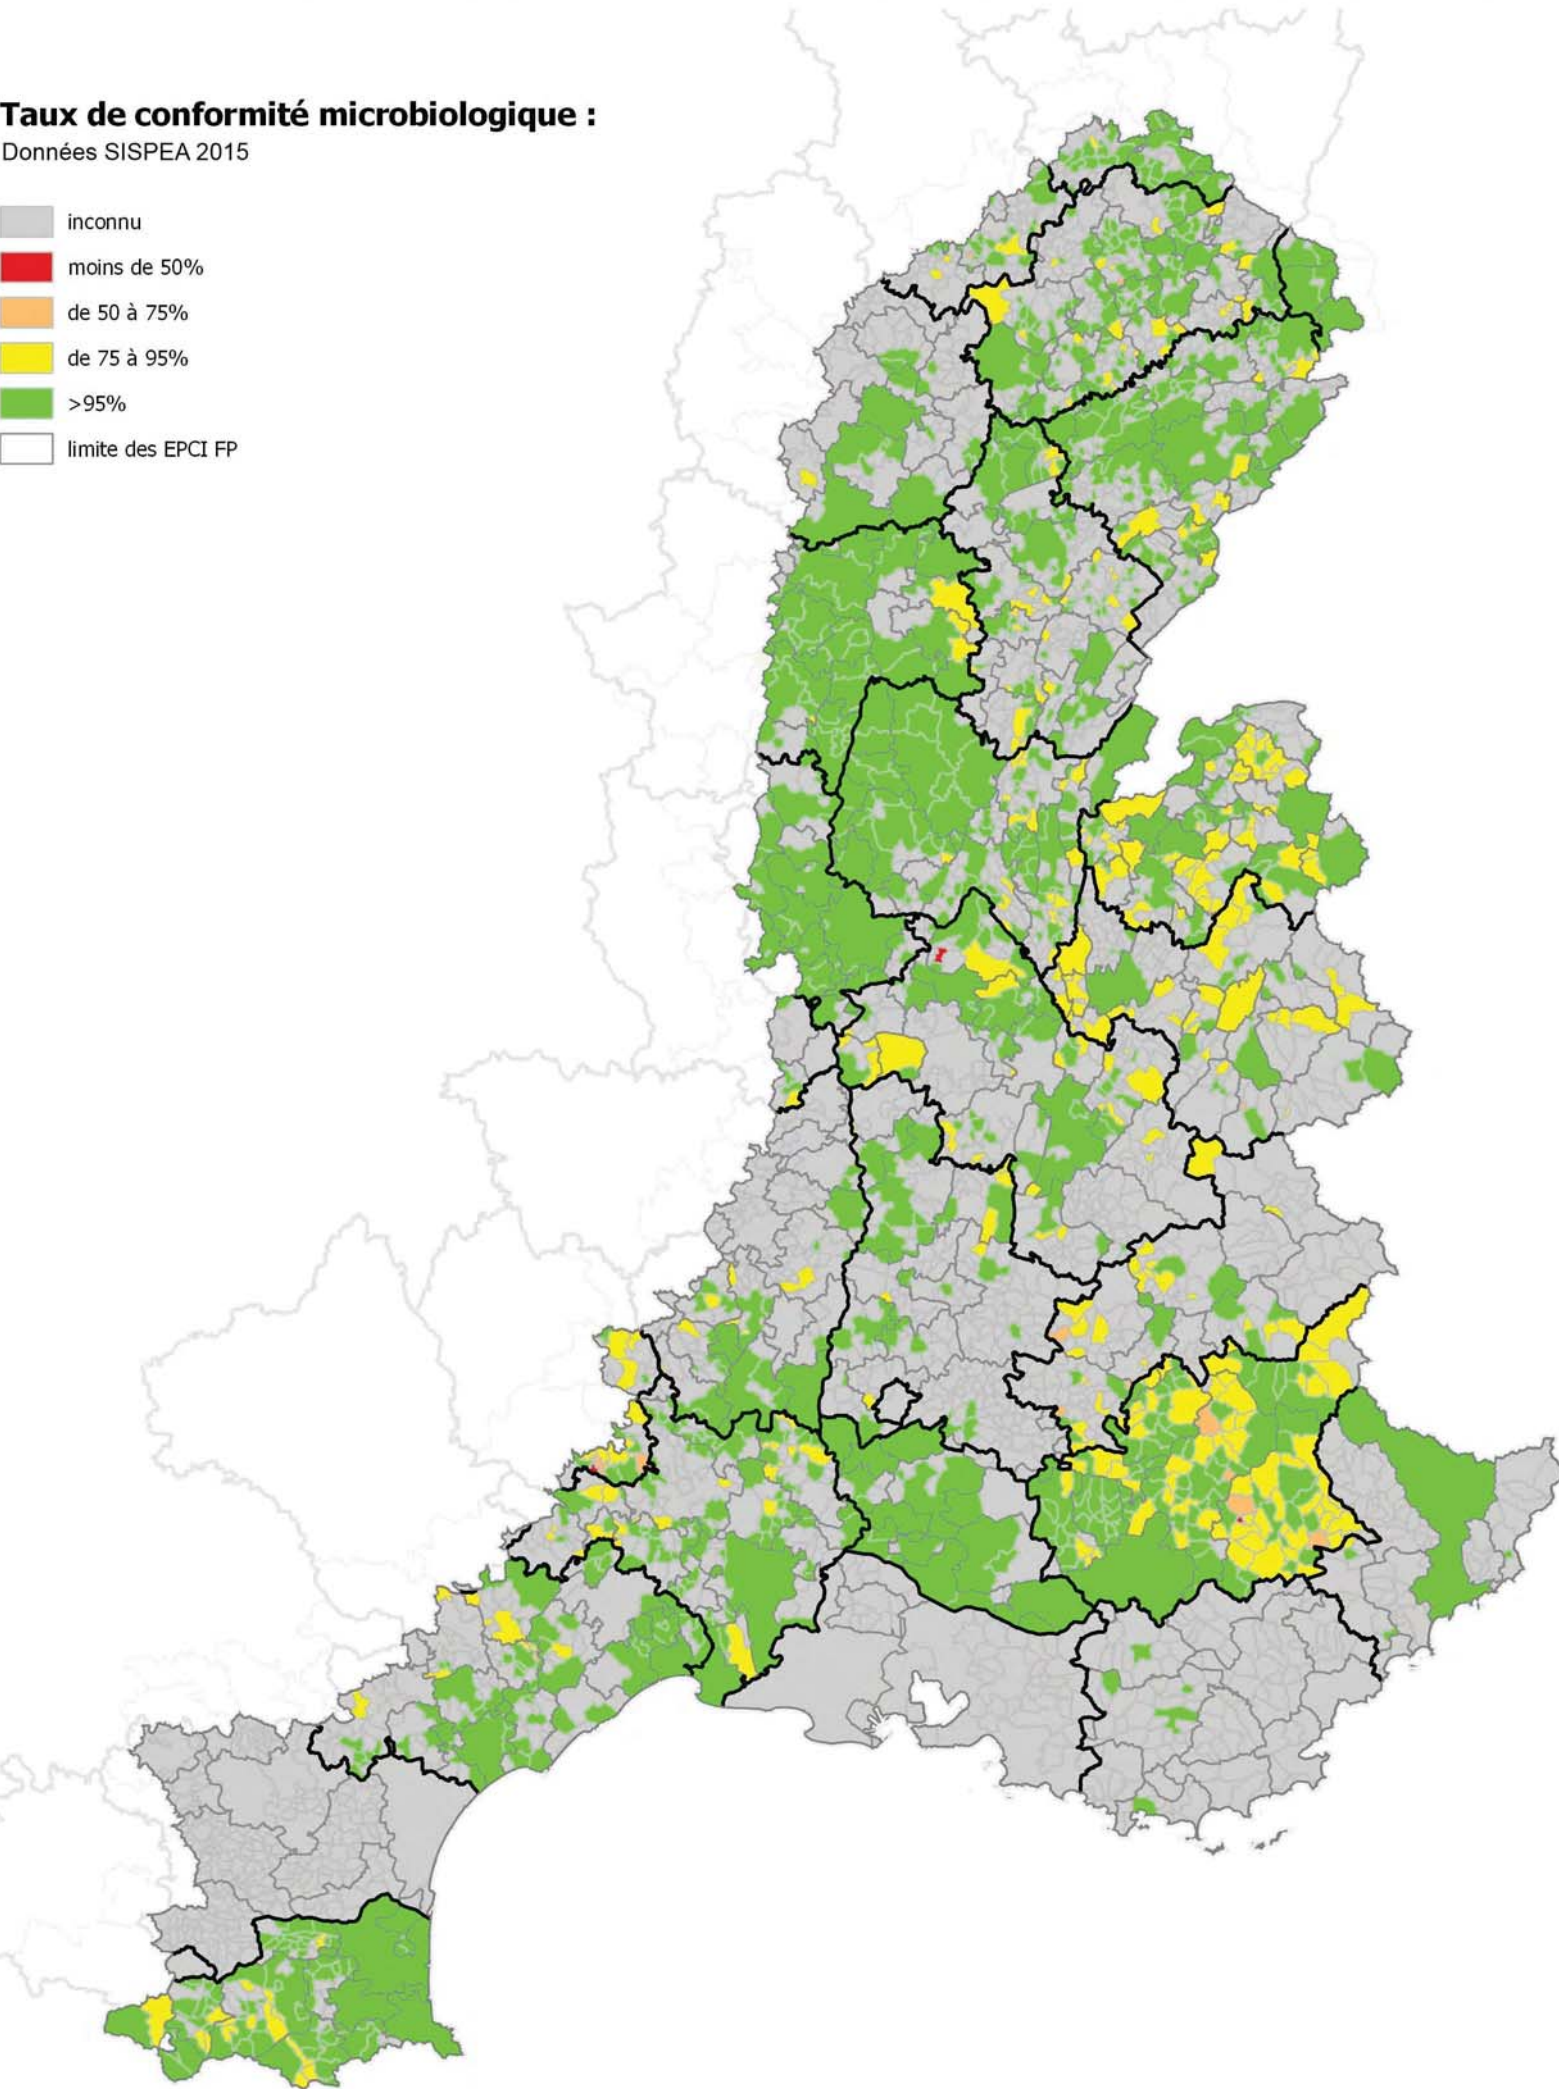 Taux de conformité microbiologique :
Données SISPEA 2015
inconnu
moins de 50%
de 50 à 75%
de 75 à 95%
>95%
limite des EPCI FP